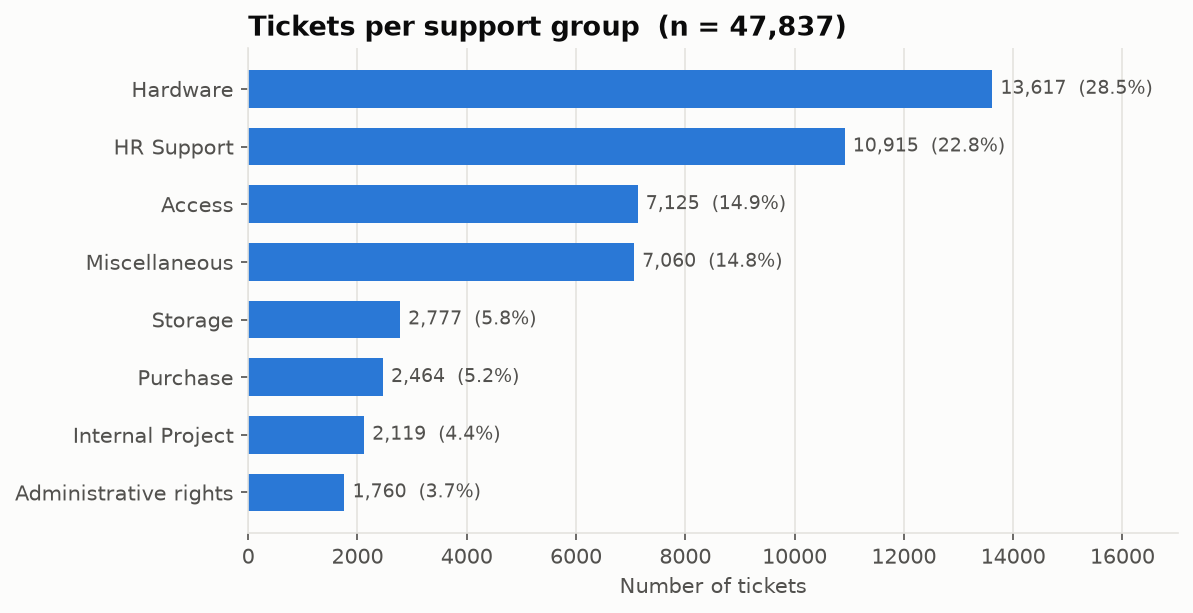 Tickets per support group (n = 47,837)
Hardware 13,617 (28.5%)
HR Support 10,915 (22.8%)
Access 7,125 (14.9%)
Miscellaneous 7,060 (14.8%)
Storage 2,777 (5.8%)
Purchase 2,464 (5.2%)
Internal Project 2,119 (4.4%)
Administrative rights 1,760 (3.7%)
0 2000 4000 6000 8000 10000 12000 14000 16000
Number of tickets